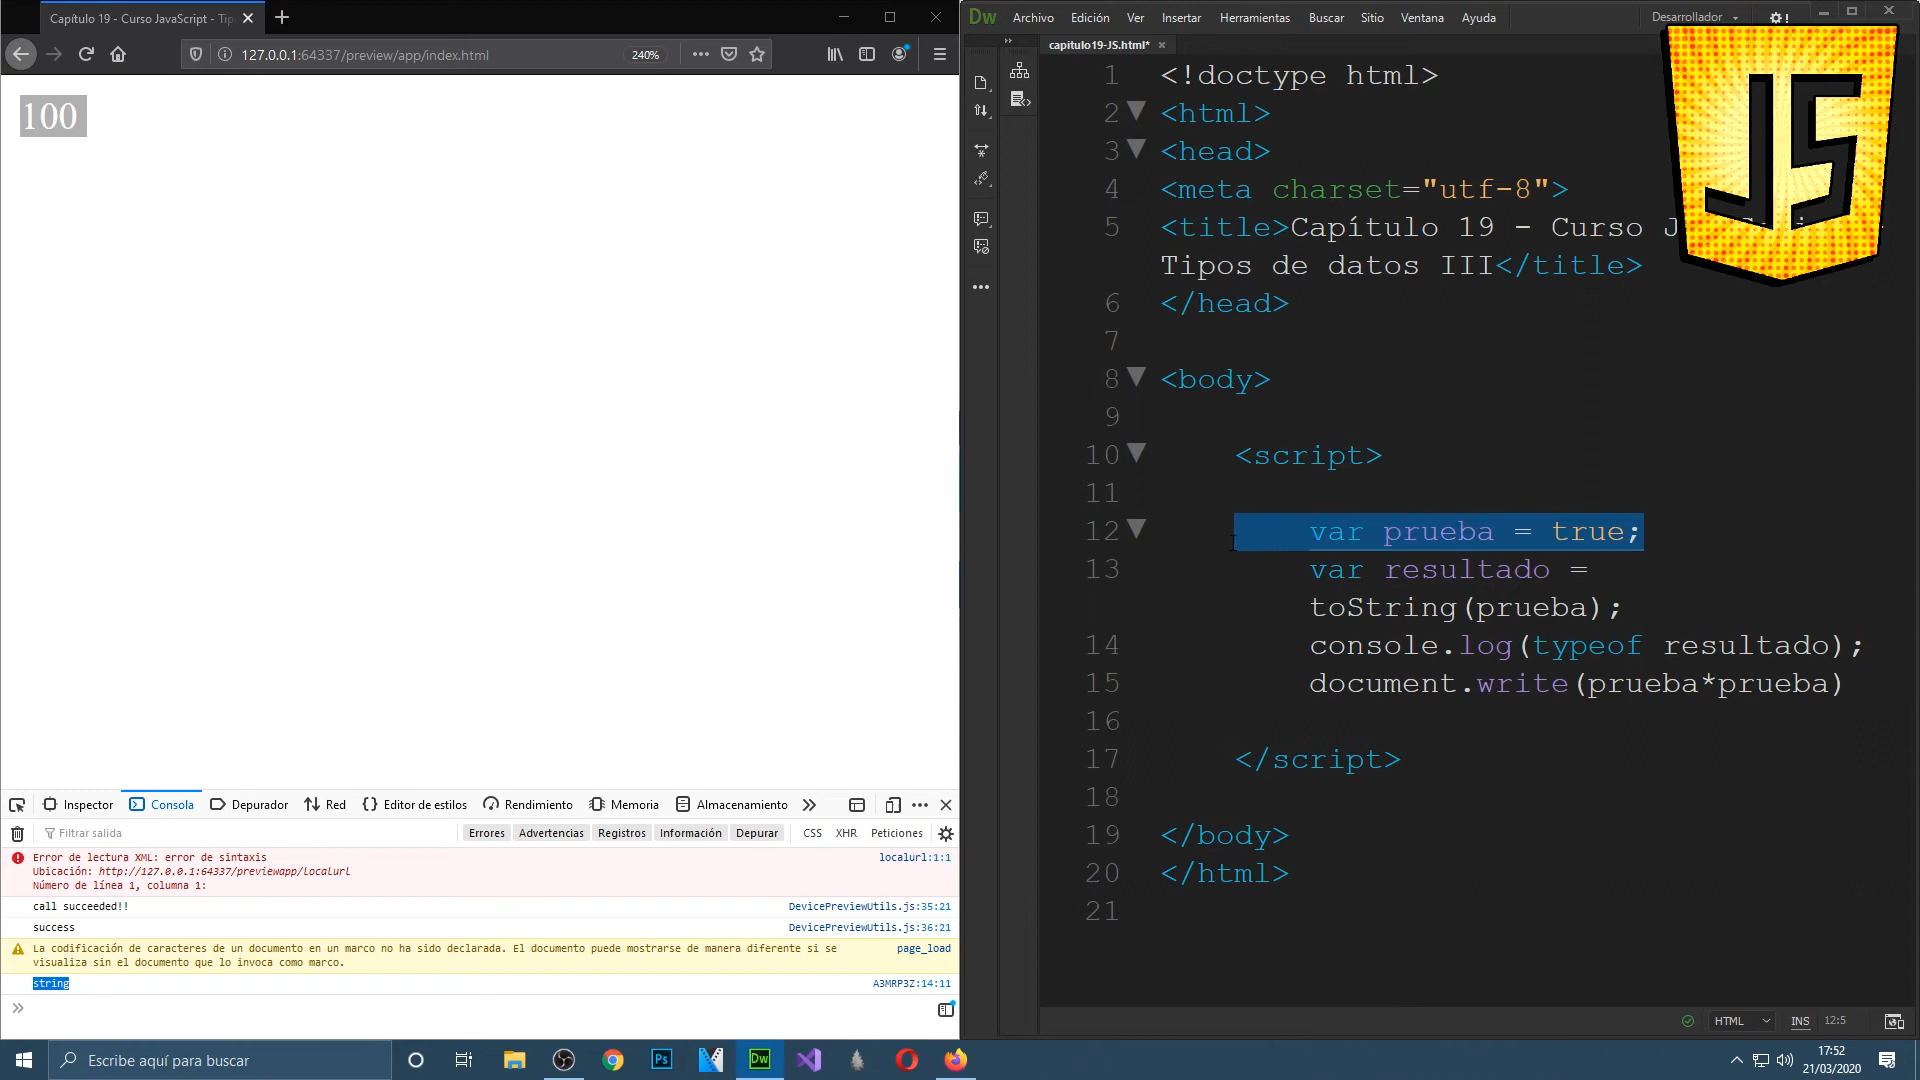 Capítulo 19 - Curso JavaScript - Tip
127.0.0.1:64337/preview/app/index.html
240%
100
Inspector
Consola
Depurador
Red
Editor de estilos
Rendimiento
Memoria
Almacenamiento
Filtrar salida
Errores
Advertencias
Registros
Información
Depurar
CSS
XHR
Peticiones
Error de lectura XML: error de sintaxis
localurl:1:1
Ubicación: http://127.0.0.1:64337/previewapp/Localurl
Número de línea 1, columna 1:
call succeeded!!
DevicePreviewUtils.js:35:21
success
DevicePreviewUtils.js:36:21
La codificación de caracteres de un documento en un marco no ha sido declarada. El documento puede mostrarse de manera diferente si se
page_load
visualiza sin el documento que lo invoca como marco.
string
A3MRP3Z:14:11
Dw
Archivo
Edición
Ver
Insertar
Herramientas
Buscar
Sitio
Ventana
Ayuda
Desarrollador
capitulo19-JS.html*
JS
1 <!doctype html>
2 <html>
3 <head>
4 <meta charset="utf-8">
5 <title>Capítulo 19 - Curso
Tipos de datos III</title>
6 </head>
7
8 <body>
9
10 <script>
11
12 var prueba = true;
13 var resultado =
toString(prueba);
14 console.log(typeof resultado);
15 document.write(prueba*prueba)
16
17 </script>
18
19 </body>
20 </html>
21
HTML
INS
12:5
Escribe aquí para buscar
Ps
Dw
17:52
21/03/2020